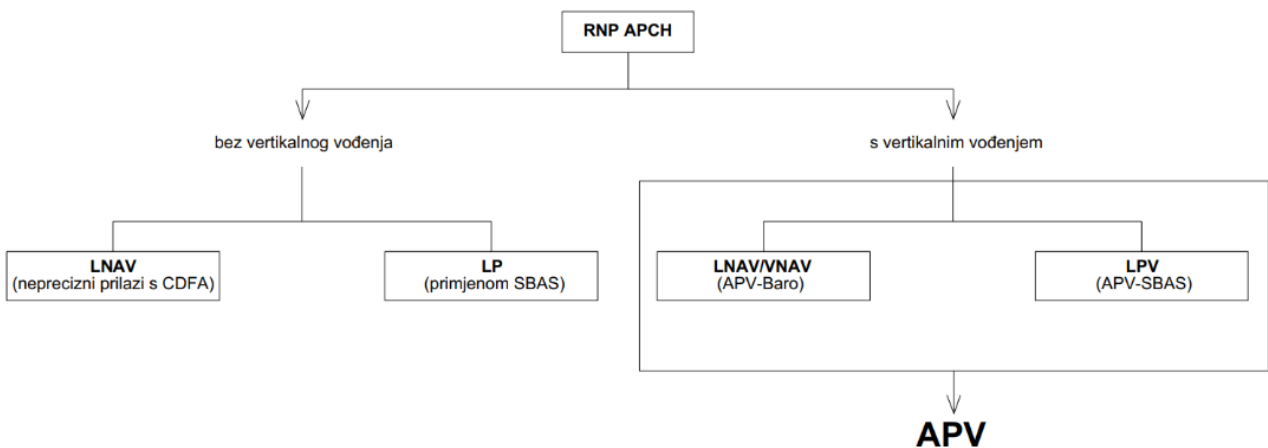 RNP APCH
bez vertikalnog vođenja
s vertikalnim vođenjem
LNAV
(neprecizni prilazi s CDFA)
LP
(primjenom SBAS)
LNAV/VNAV
(APV-Baro)
LPV
(APV-SBAS)
APV